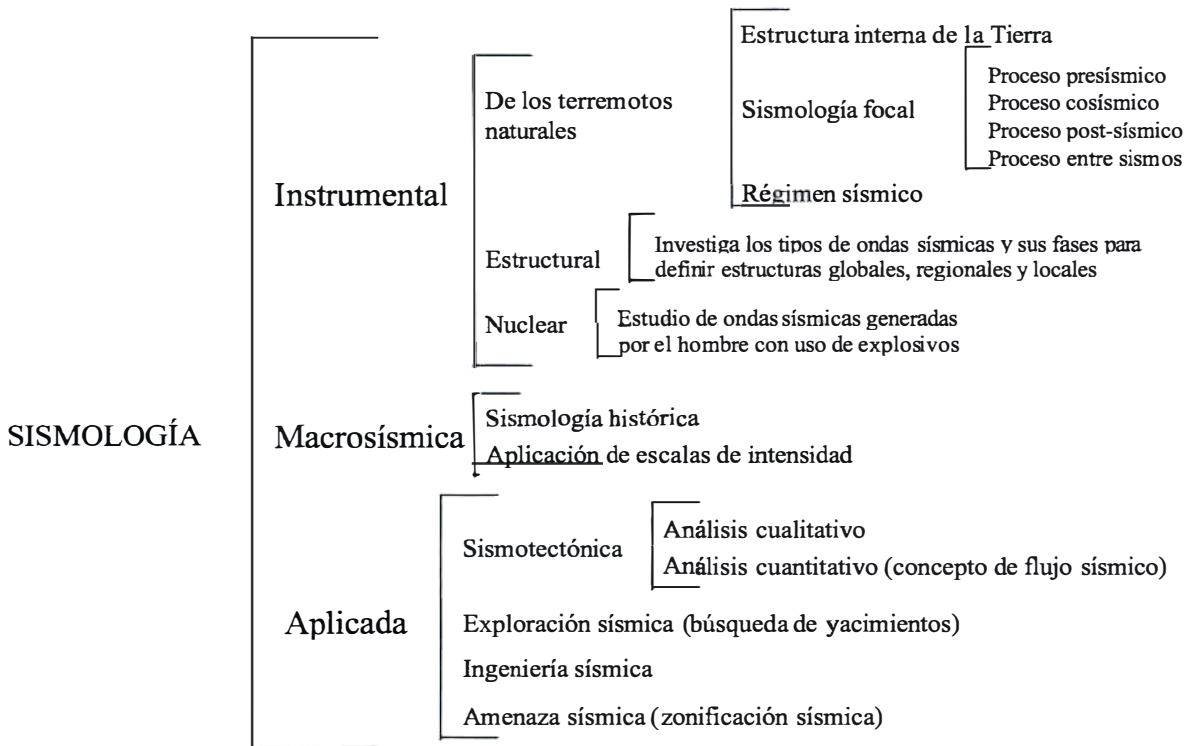 SISMOLOGÍA
Instrumental
De los terremotos
naturales
Estructura interna de la Tierra
Sismología focal
Proceso presísmico
Proceso cosísmico
Proceso post-sísmico
Proceso entre sismos
Régimen sísmico
Estructural
Investiga los tipos de ondas sísmicas y sus fases para
definir estructuras globales, regionales y locales
Nuclear
Estudio de ondas sísmicas generadas
por el hombre con uso de explosivos
Macrosísmica
Sismología histórica
Aplicación de escalas de intensidad
Aplicada
Sismotectónica
Análisis cualitativo
Análisis cuantitativo (concepto de flujo sísmico)
Exploración sísmica (búsqueda de yacimientos)
Ingeniería sísmica
Amenaza sísmica (zonificación sísmica)